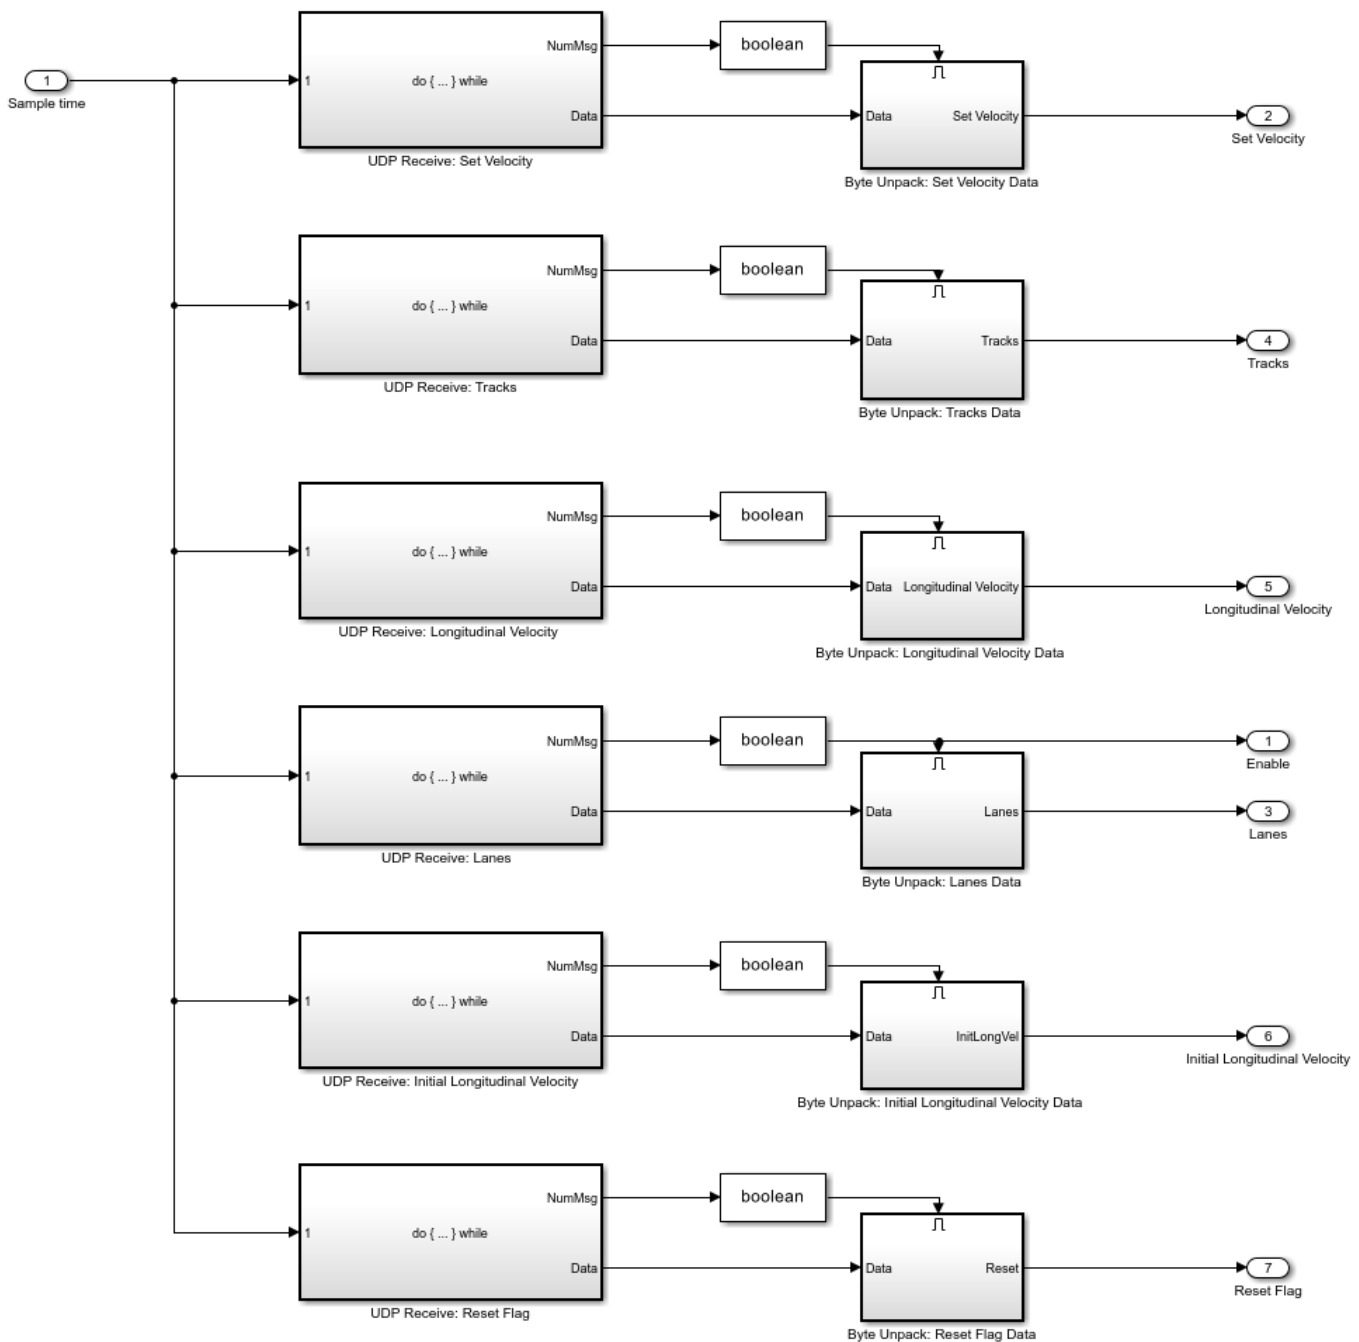 NumMsg
boolean
1
1
do { ... } while
Sample time
Data
Data
Set Velocity
2
Set Velocity
UDP Receive: Set Velocity
Byte Unpack: Set Velocity Data
NumMsg
boolean
1
do { ... } while
Data
Data
Tracks
4
Tracks
UDP Receive: Tracks
Byte Unpack: Tracks Data
NumMsg
boolean
1
do { ... } while
Data
Data
Longitudinal Velocity
5
Longitudinal Velocity
UDP Receive: Longitudinal Velocity
Byte Unpack: Longitudinal Velocity Data
NumMsg
boolean
1
Enable
1
do { ... } while
Data
Data
Lanes
3
Lanes
UDP Receive: Lanes
Byte Unpack: Lanes Data
NumMsg
boolean
1
do { ... } while
Data
Data
InitLongVel
6
Initial Longitudinal Velocity
UDP Receive: Initial Longitudinal Velocity
Byte Unpack: Initial Longitudinal Velocity Data
NumMsg
boolean
1
do { ... } while
Data
Data
Reset
7
Reset Flag
UDP Receive: Reset Flag
Byte Unpack: Reset Flag Data